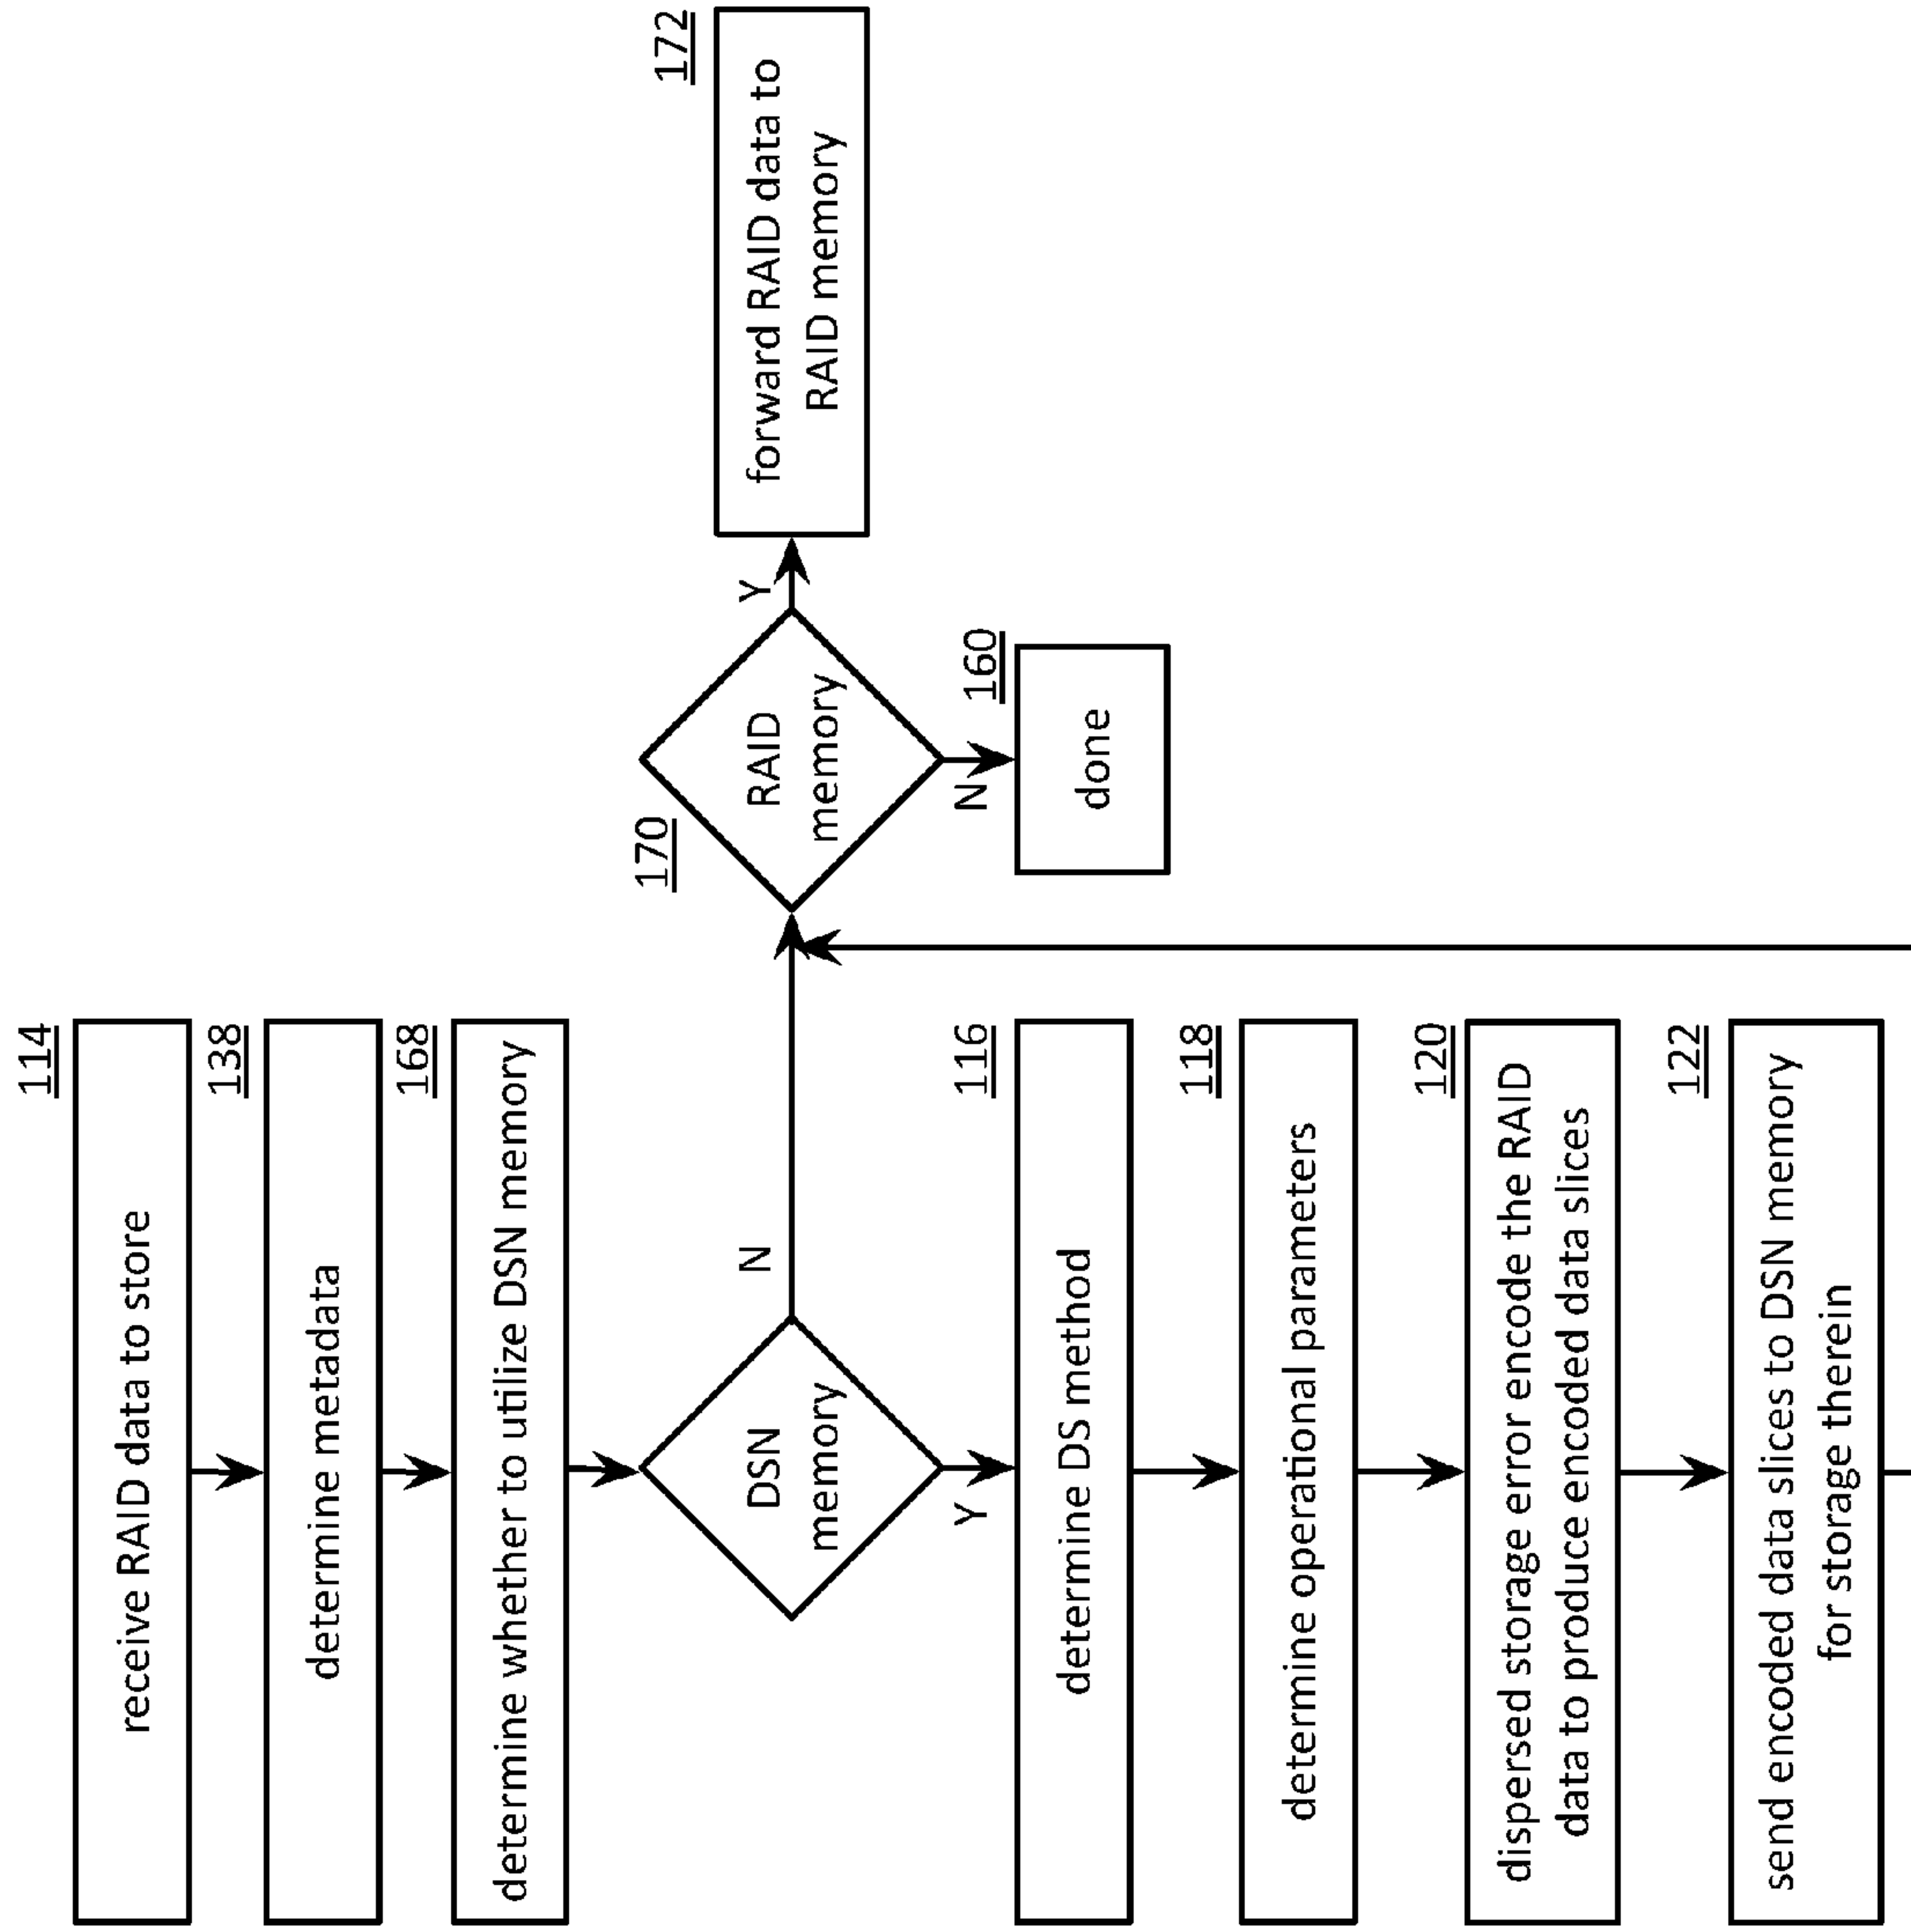 114
receive RAID data to store
138
determine metadata
168
determine whether to utilize DSN memory
DSN
memory
N
Y
170
RAID
memory
Y
N
172
forward RAID data to
RAID memory
160
done
116
determine DS method
118
determine operational parameters
120
dispersed storage error encode the RAID
data to produce encoded data slices
122
send encoded data slices to DSN memory
for storage therein